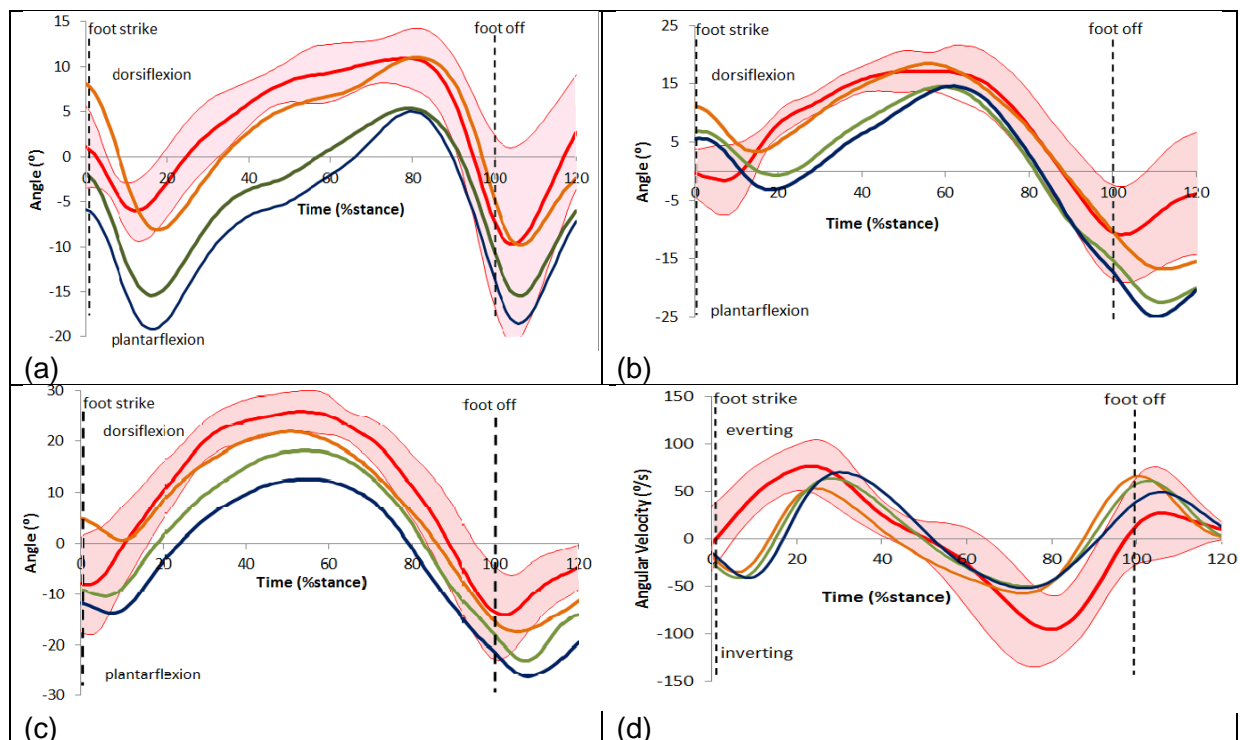 15
10
5
0
-5
-10
-15
-20
Angle (º)
foot strike
foot off
dorsiflexion
20 40 60 80 100 120
Time (%stance)
plantarflexion
(a)
25
15
5
-5
-15
-25
Angle (º)
foot strike
foot off
dorsiflexion
0 20 40 60 80 100 120
Time (%stance)
plantarflexion
(b)
30
20
10
0
-10
-20
-30
Angle (º)
foot strike
foot off
dorsiflexion
0 20 40 60 80 100 120
Time (%stance)
plantarflexion
(c)
150
100
50
0
-50
-100
-150
Angular Velocity (º/s)
foot strike
foot off
everting
0 20 40 60 80 100 120
Time (%stance)
inverting
(d)